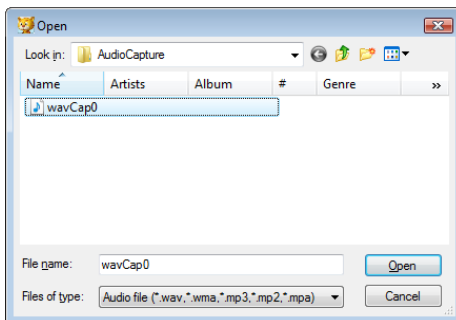 Open
Look in: AudioCapture
Name Artists Album # Genre »
wavCap0
File name: wavCap0 Open
Files of type: Audio file (*.wav,*.wma,*.mp3,*.mp2,*.mpa) Cancel